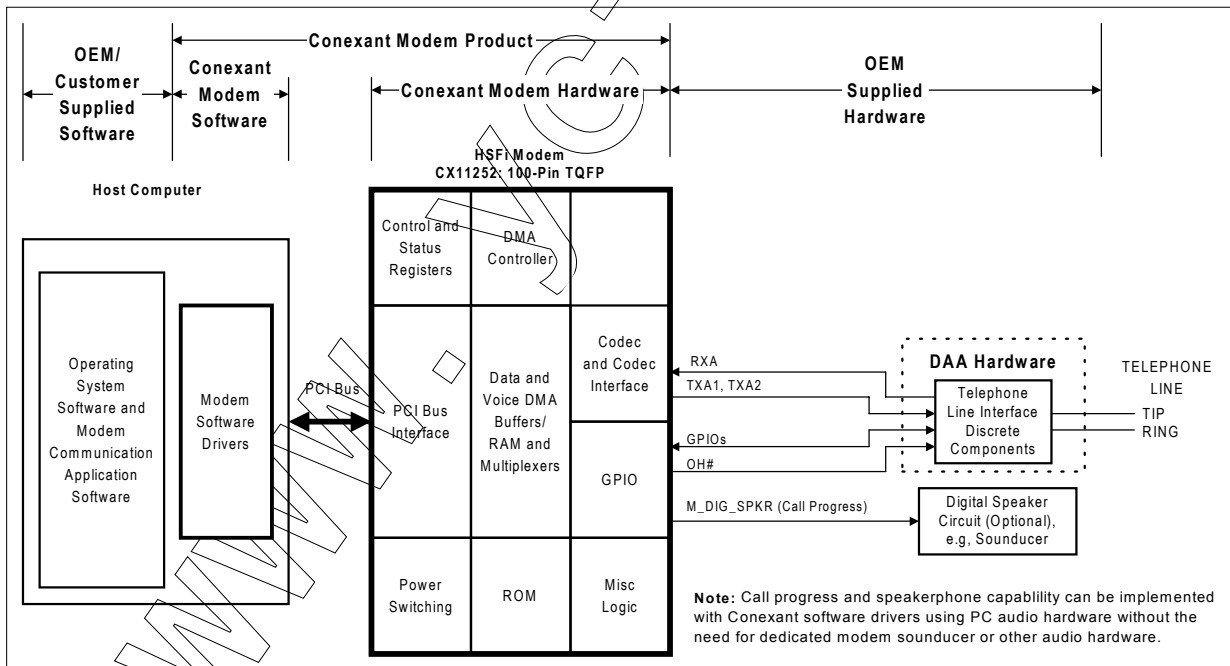 Conexant Modem Product
OEM/
Customer
Supplied
Software
Conexant
Modem
Software
Conexant Modem Hardware
OEM
Supplied
Hardware
Host Computer
HSFi Modem
CX11252: 100-Pin TQFP
Operating
System
Software and
Modem
Communication
Application
Software
Modem
Software
Drivers
PCI Bus
Control and
Status
Registers
DMA
Controller
PCI Bus
Interface
Data and
Voice DMA
Buffers/
RAM and
Multiplexers
Codec
and Codec
Interface
GPIO
Power
Switching
ROM
Misc
Logic
RXA
TXA1, TXA2
GPIOs
OH#
M_DIG_SPKR (Call Progress)
DAA Hardware
Telephone
Line Interface
Discrete
Components
TELEPHONE
LINE
TIP
RING
Digital Speaker
Circuit (Optional),
e.g, Sounducer
Note: Call progress and speakerphone capablility can be implemented
with Conexant software drivers using PC audio hardware without the
need for dedicated modem sounducer or other audio hardware.